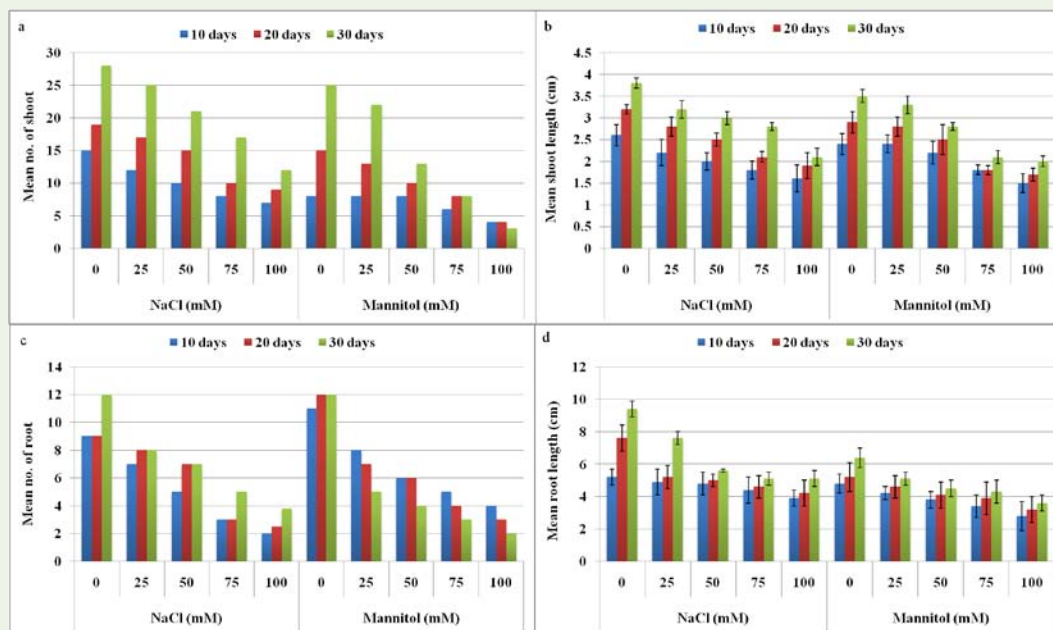 a
10 days 20 days 30 days
Mean no. of shoot
30
25
20
15
10
5
0
0 25 50 75 100 0 25 50 75 100
NaCl (mM) Mannitol (mM)
b
10 days 20 days 30 days
Mean shoot length (cm)
4.5
4
3.5
3
2.5
2
1.5
1
0.5
0
0 25 50 75 100 0 25 50 75 100
NaCl (mM) Mannitol (mM)
c
10 days 20 days 30 days
Mean no. of root
14
12
10
8
6
4
2
0
0 25 50 75 100 0 25 50 75 100
NaCl (mM) Mannitol (mM)
d
10 days 20 days 30 days
Mean root length (cm)
12
10
8
6
4
2
0
0 25 50 75 100 0 25 50 75 100
NaCl (mM) Mannitol (mM)